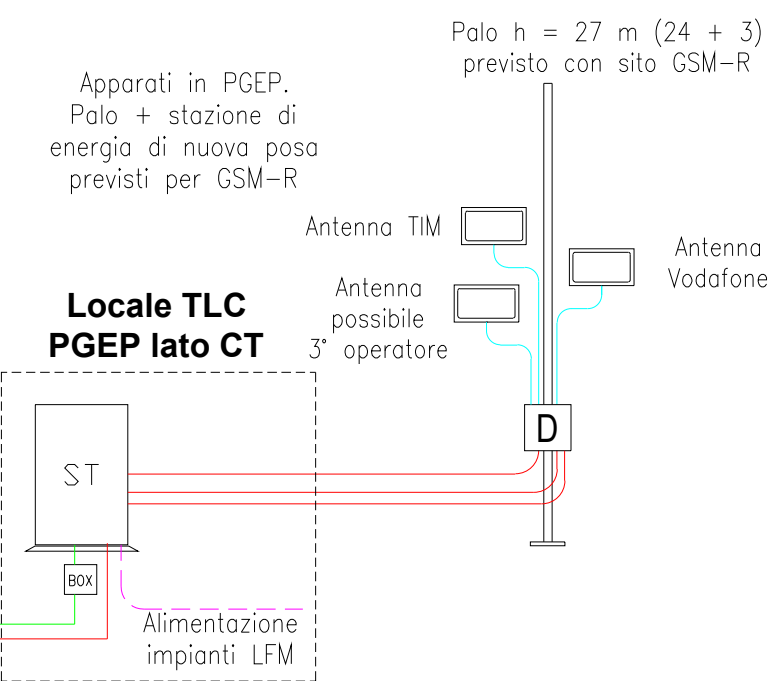 Palo h = 27 m (24 + 3)
previsto con sito GSM-R
Apparati in PGEP.
Palo + stazione di
energia di nuova posa
previsti per GSM-R
Antenna TIM
Antenna
Vodafone
Antenna
possibile
3° operatore
Locale TLC
PGEP lato CT
D
ST
BOX
Alimentazione
impianti LFM